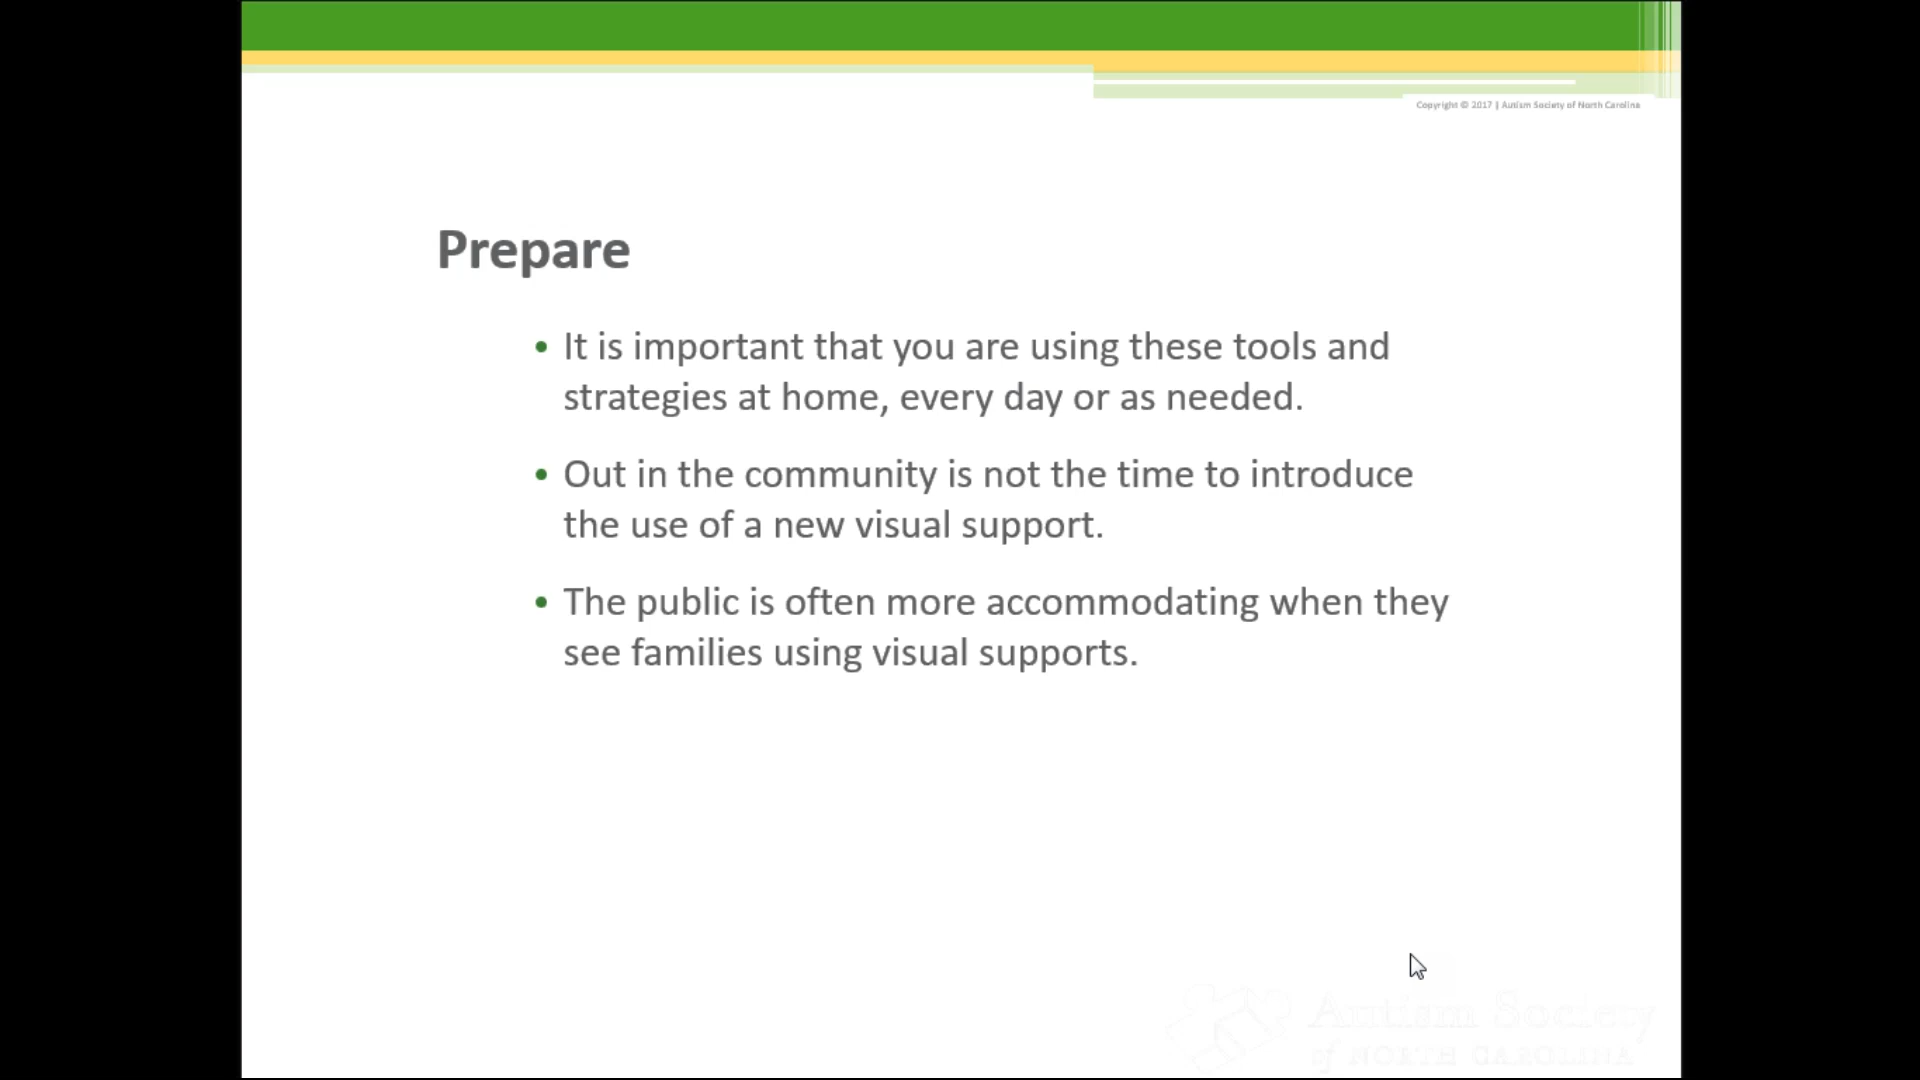 Copyright © 2017 | Autism Society of North Carolina
Prepare
• It is important that you are using these tools and
strategies at home, every day or as needed.
• Out in the community is not the time to introduce
the use of a new visual support.
• The public is often more accommodating when they
see families using visual supports.
Autism Society
of NORTH CAROLINA